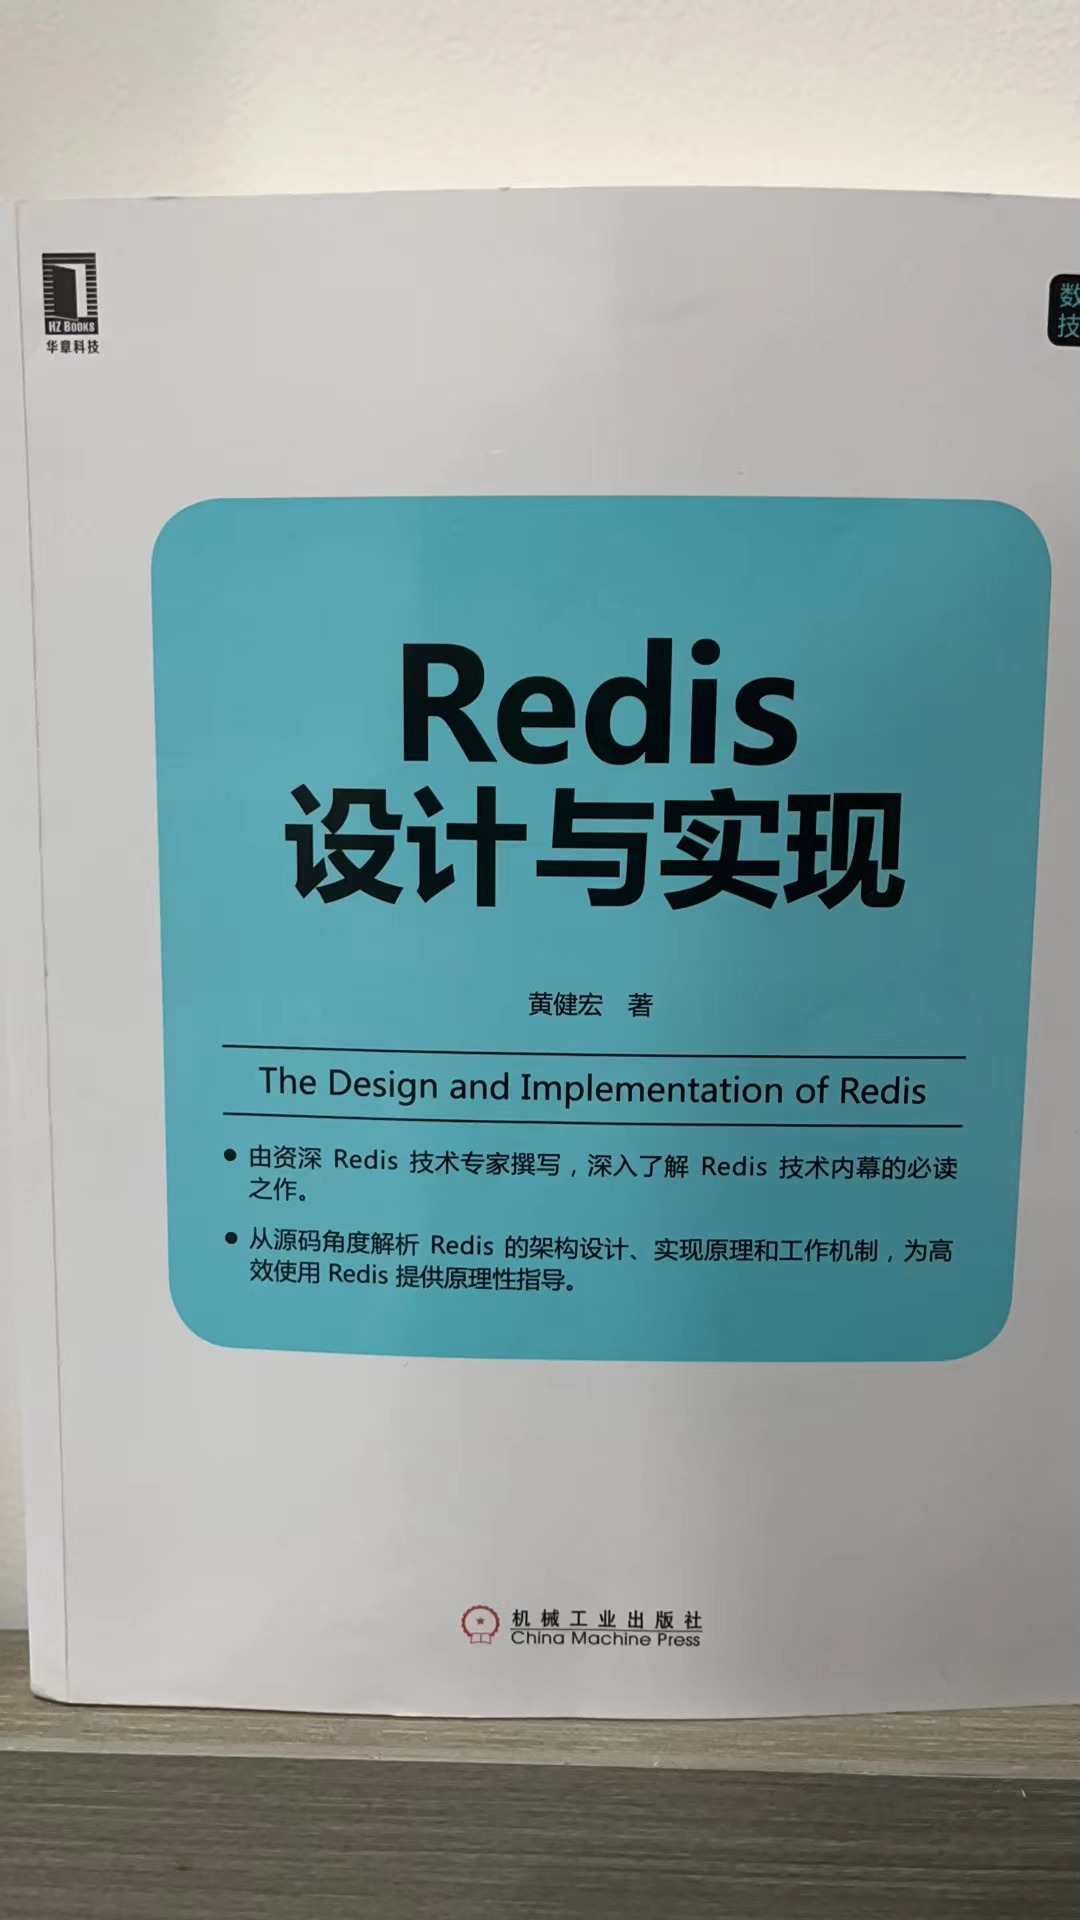 HZ BOOKS
华章科技
数
技
Redis
设计与实现
黄健宏 著
The Design and Implementation of Redis
● 由资深 Redis 技术专家撰写，深入了解 Redis 技术内幕的必读
之作。
● 从源码角度解析 Redis 的架构设计、实现原理和工作机制，为高
效使用 Redis 提供原理性指导。
机械工业出版社
China Machine Press